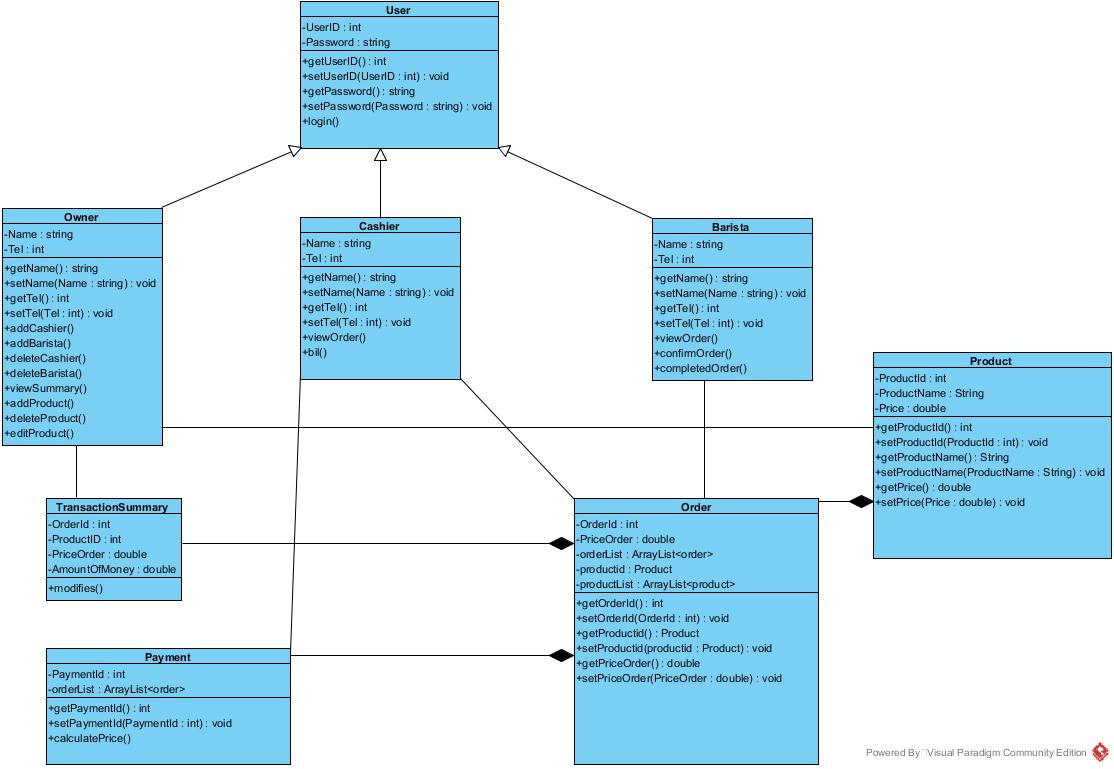 User
-UserID : int
-Password : string
+getUserID() : int
+setUserID(UserID : int) : void
+getPassword() : string
+setPassword(Password : string) : void
+login()
Owner
-Name : string
-Tel : int
+getName() : string
+setName(Name : string) : void
+getTel() : int
+setTel(Tel : int) : void
+addCashier()
+addBarista()
+deleteCashier()
+deleteBarista()
+viewSummary()
+addProduct()
+deleteProduct()
+editProduct()
Cashier
-Name : string
-Tel : int
+getName() : string
+setName(Name : string) : void
+getTel() : int
+setTel(Tel : int) : void
+viewOrder()
+bil()
Barista
-Name : string
-Tel : int
+getName() : string
+setName(Name : string) : void
+getTel() : int
+setTel(Tel : int) : void
+viewOrder()
+confirmOrder()
+completedOrder()
Product
-ProductId : int
-ProductName : String
-Price : double
+getProductId() : int
+setProductId(ProductId : int) : void
+getProductName() : String
+setProductName(ProductName : String) : void
+getPrice() : double
+setPrice(Price : double) : void
TransactionSummary
-OrderId : int
-ProductID : int
-PriceOrder : double
-AmountOfMoney : double
+modifies()
Order
-OrderId : int
-PriceOrder : double
-orderList : ArrayList<order>
-productid : Product
-productList : ArrayList<product>
+getOrderId() : int
+setOrderId(OrderId : int) : void
+getProductid() : Product
+setProductid(productid : Product) : void
+getPriceOrder() : double
+setPriceOrder(PriceOrder : double) : void
Payment
-PaymentId : int
-orderList : ArrayList<order>
+getPaymentId() : int
+setPaymentId(PaymentId : int) : void
+calculatePrice()
Powered By Visual Paradigm Community Edition